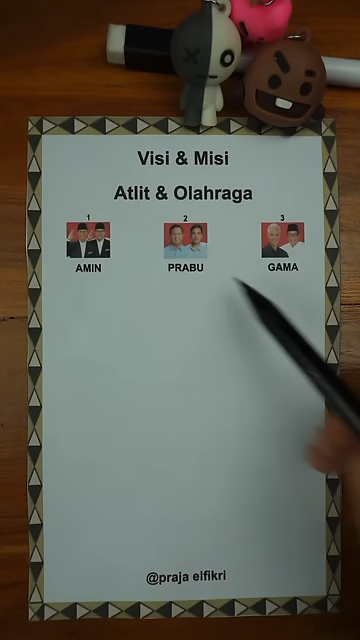 Visi & Misi
Atlit & Olahraga
1 2 3
AMIN PRABU GAMA
@praja elfikri